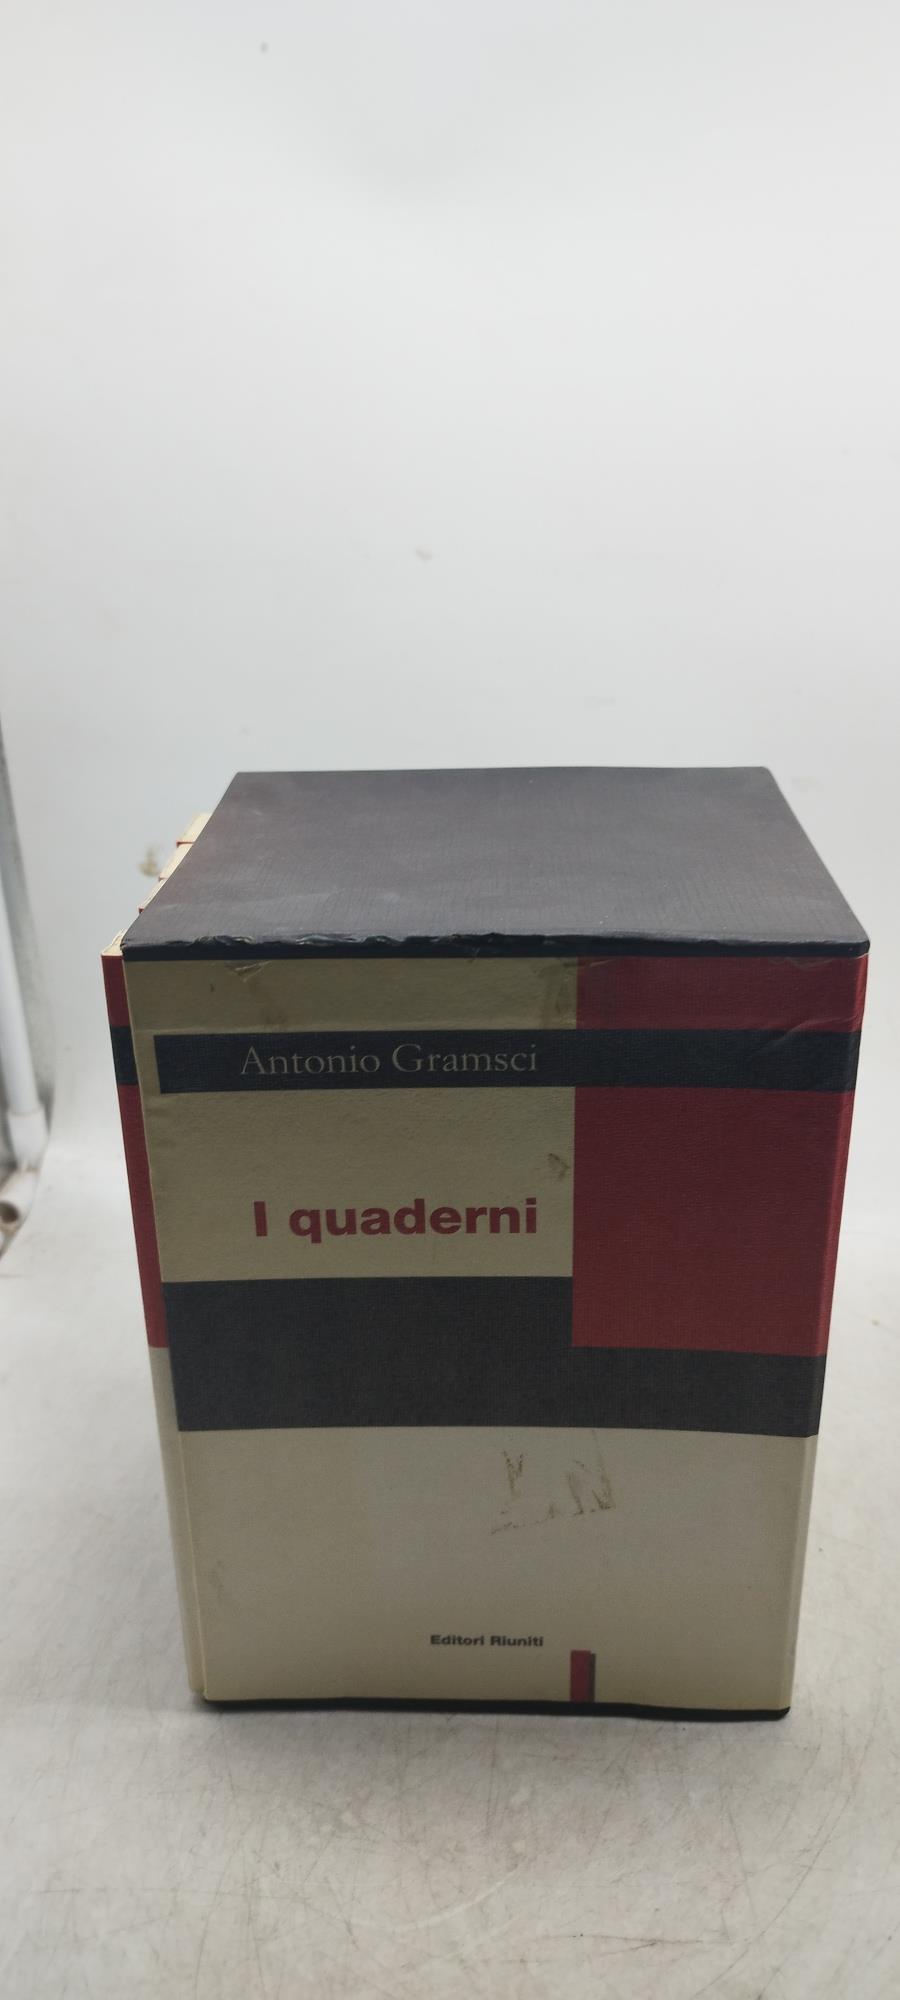 Antonio Gramsci
I quaderni
Editori Riuniti